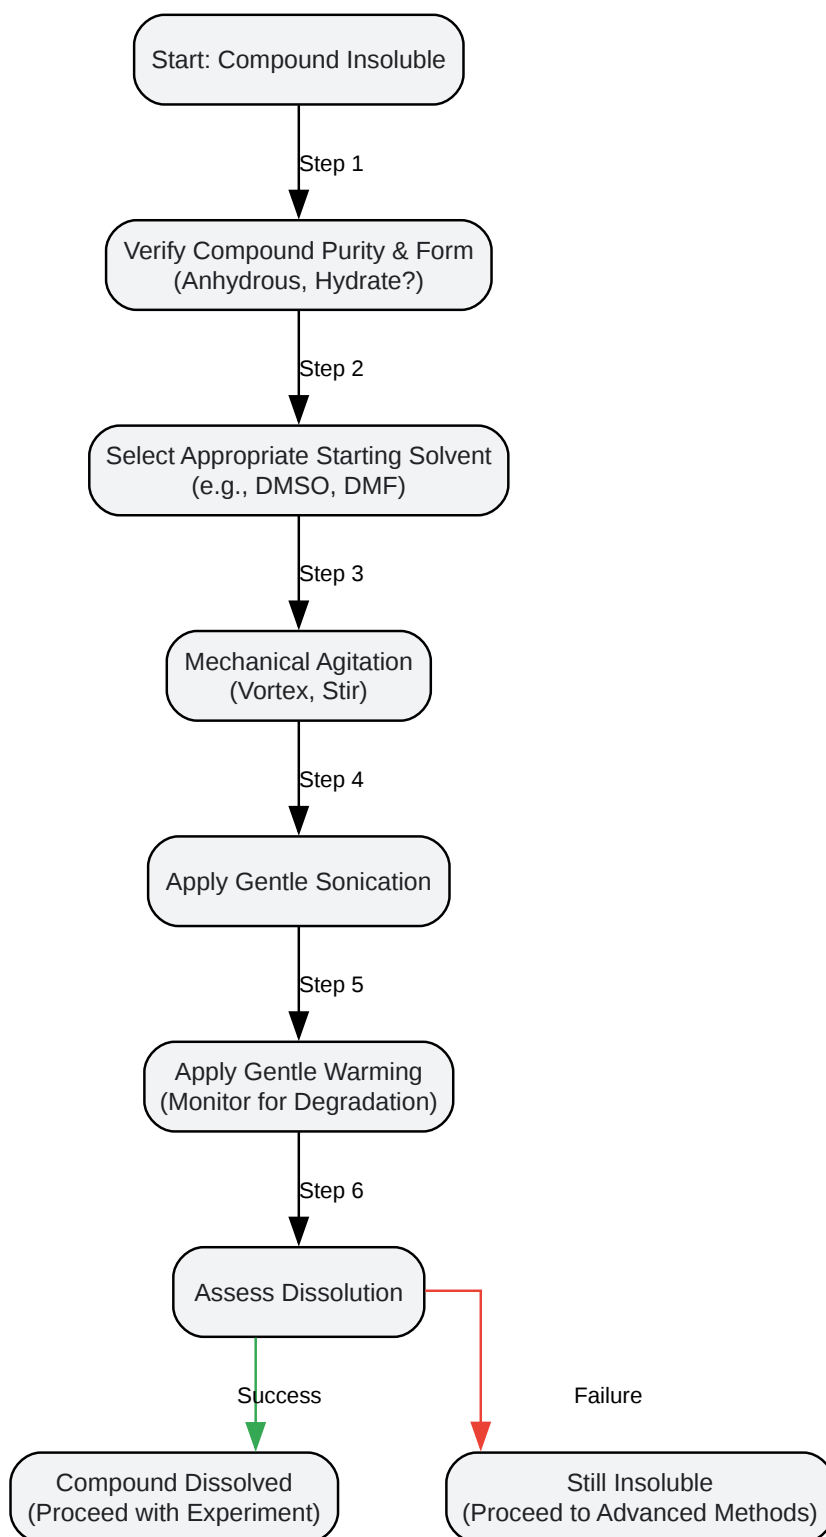 Start: Compound Insoluble
Step 1
Verify Compound Purity & Form
(Anhydrous, Hydrate?)
Step 2
Select Appropriate Starting Solvent
(e.g., DMSO, DMF)
Step 3
Mechanical Agitation
(Vortex, Stir)
Step 4
Apply Gentle Sonication
Step 5
Apply Gentle Warming
(Monitor for Degradation)
Step 6
Assess Dissolution
Success
Failure
Compound Dissolved
(Proceed with Experiment)
Still Insoluble
(Proceed to Advanced Methods)